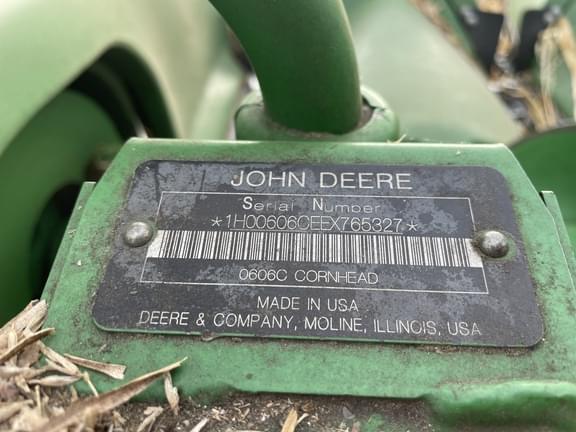 JOHN DEERE
Serial Number
*1H00606CEEX765327*
0606C CORNHEAD
MADE IN USA
DEERE & COMPANY, MOLINE, ILLINOIS, USA